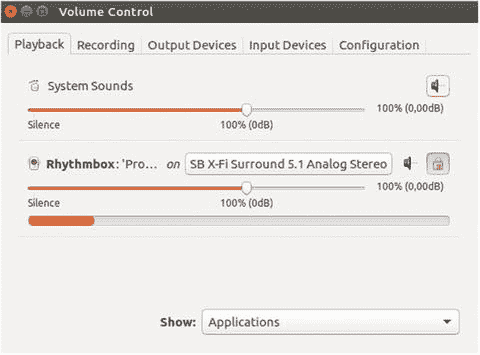 Volume Control
Playback Recording Output Devices Input Devices Configuration
System Sounds
100% (0,00dB)
Silence 100% (0dB)
Rhythmbox: 'Pro... on SB X-Fi Surround 5.1 Analog Stereo
100% (0,00dB)
Silence 100% (0dB)
Show: Applications